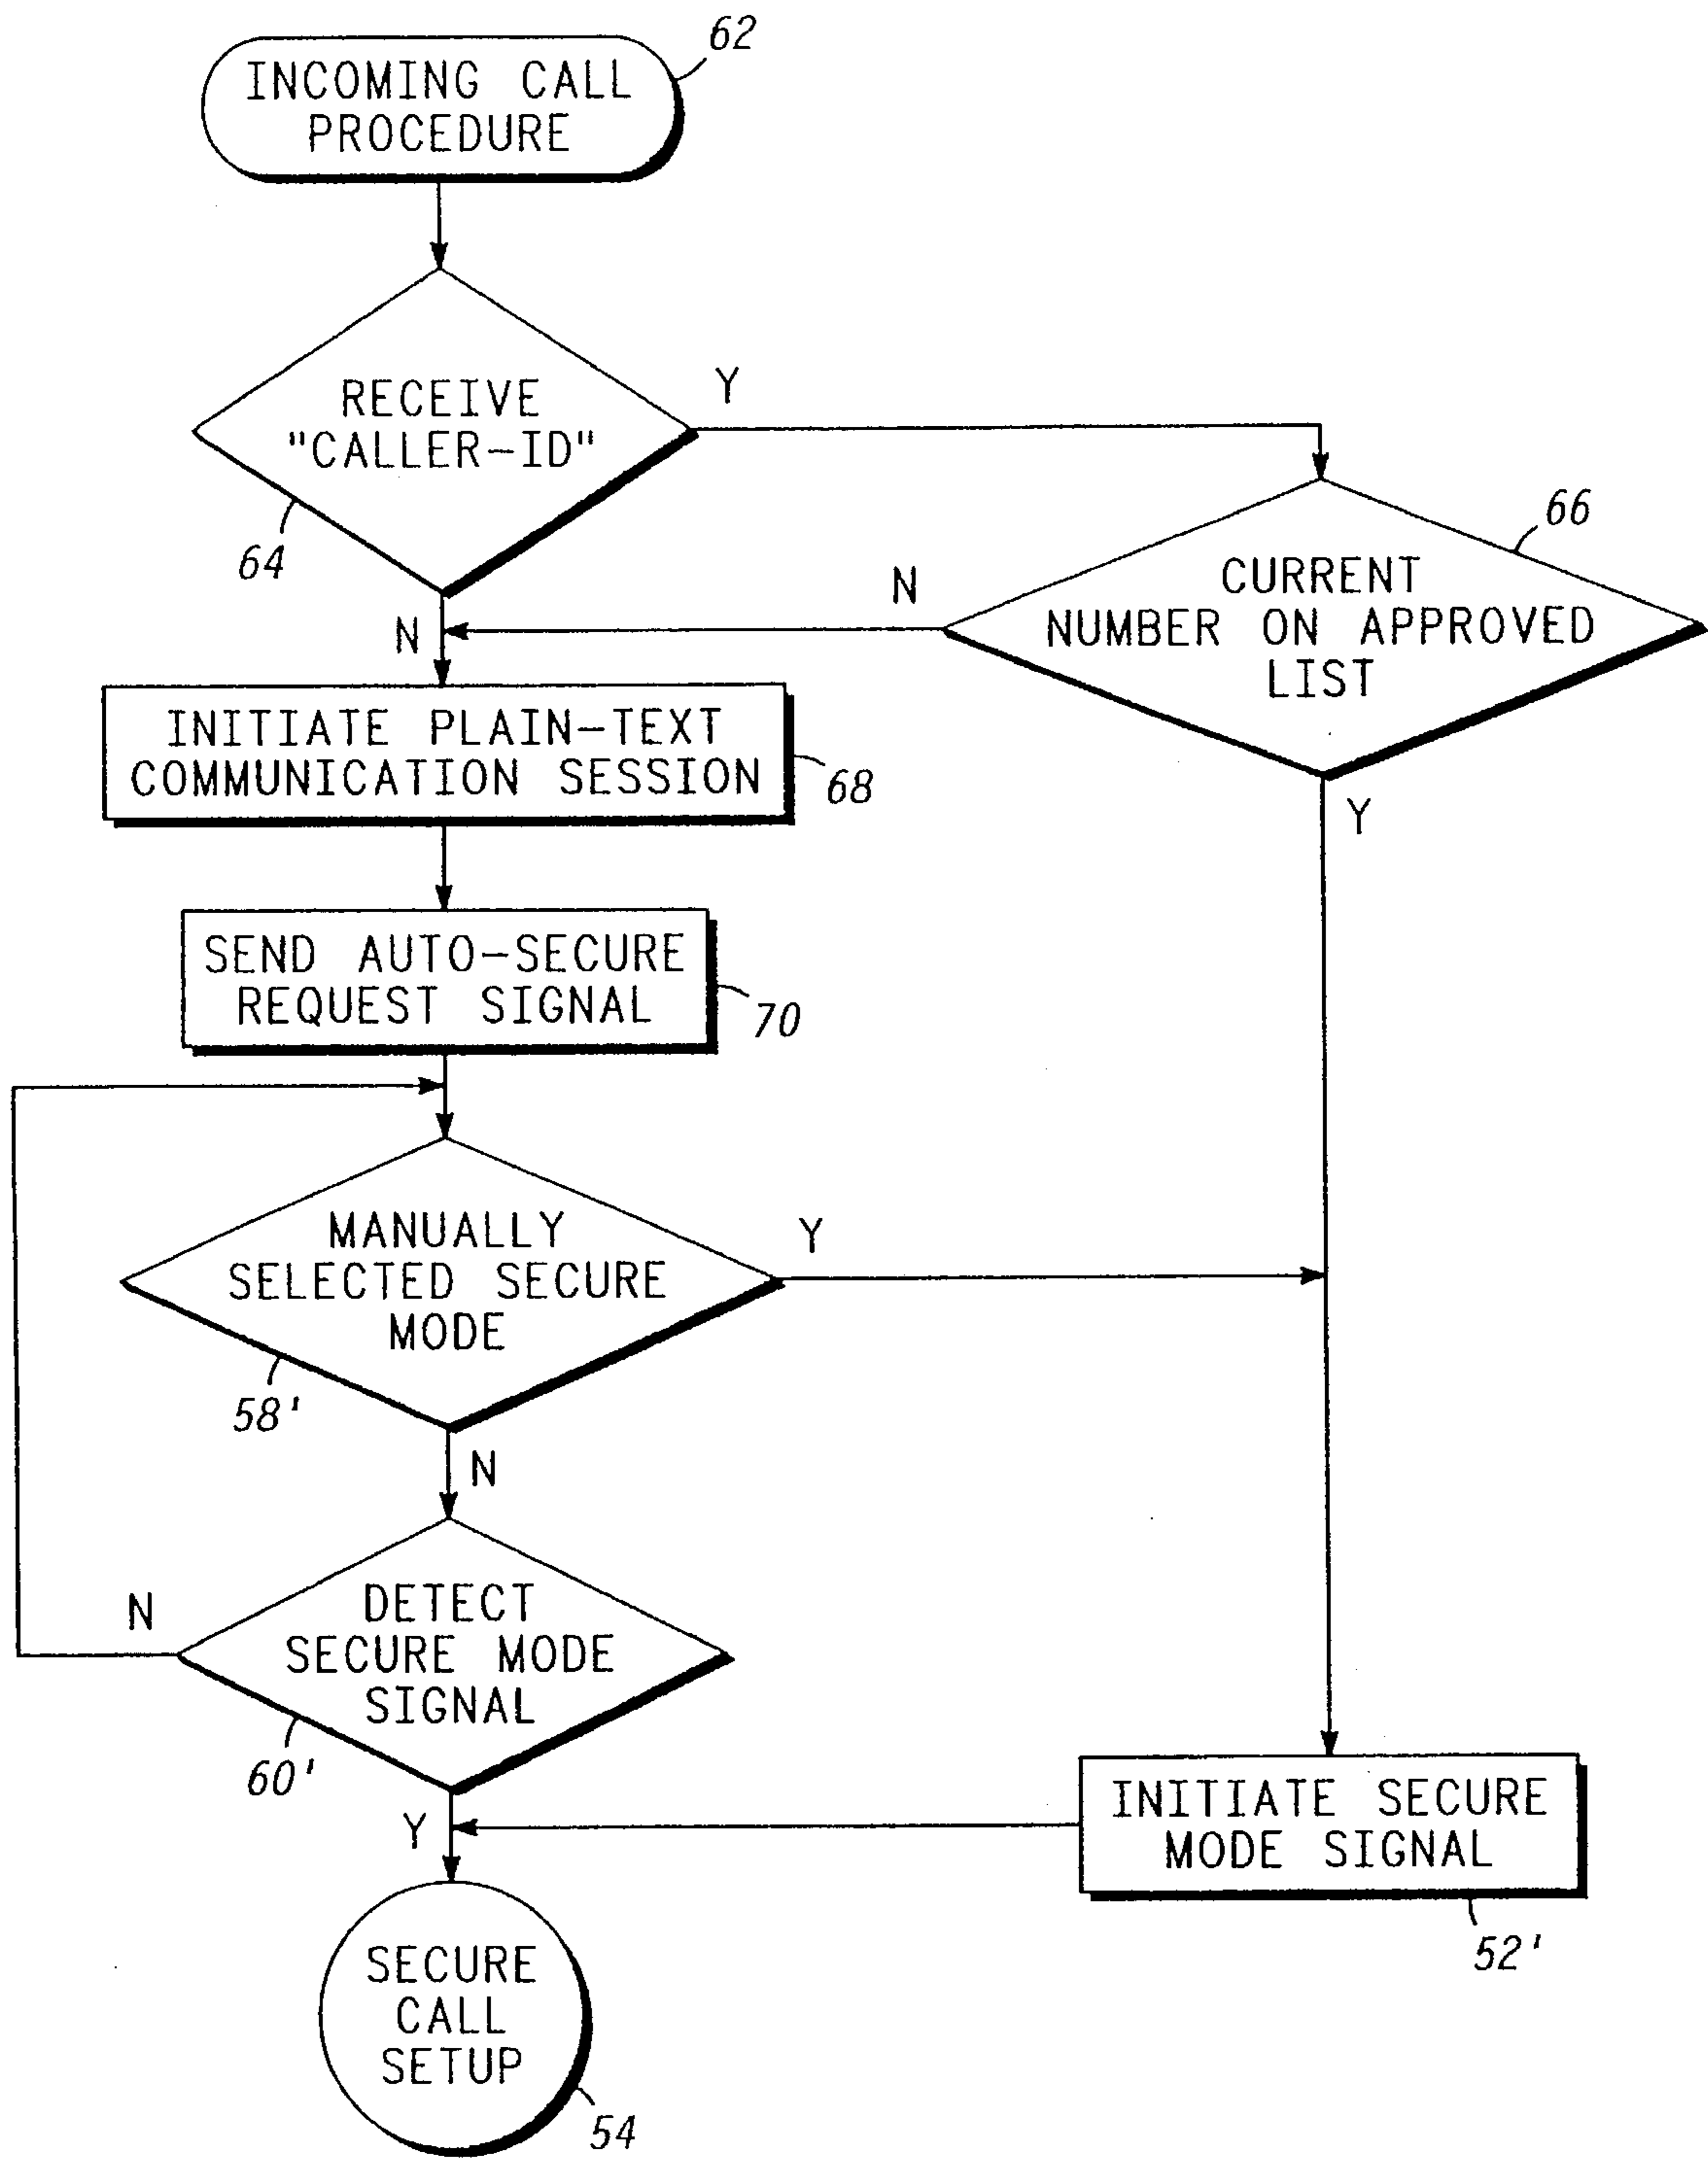 62
INCOMING CALL
PROCEDURE
RECEIVE
"CALLER-ID"
Y
64
66
CURRENT
NUMBER ON APPROVED
LIST
N
N
Y
INITIATE PLAIN-TEXT
COMMUNICATION SESSION
68
SEND AUTO-SECURE
REQUEST SIGNAL
70
MANUALLY
SELECTED SECURE
MODE
Y
58'
N
DETECT
SECURE MODE
SIGNAL
N
60'
Y
INITIATE SECURE
MODE SIGNAL
52'
SECURE
CALL
SETUP
54